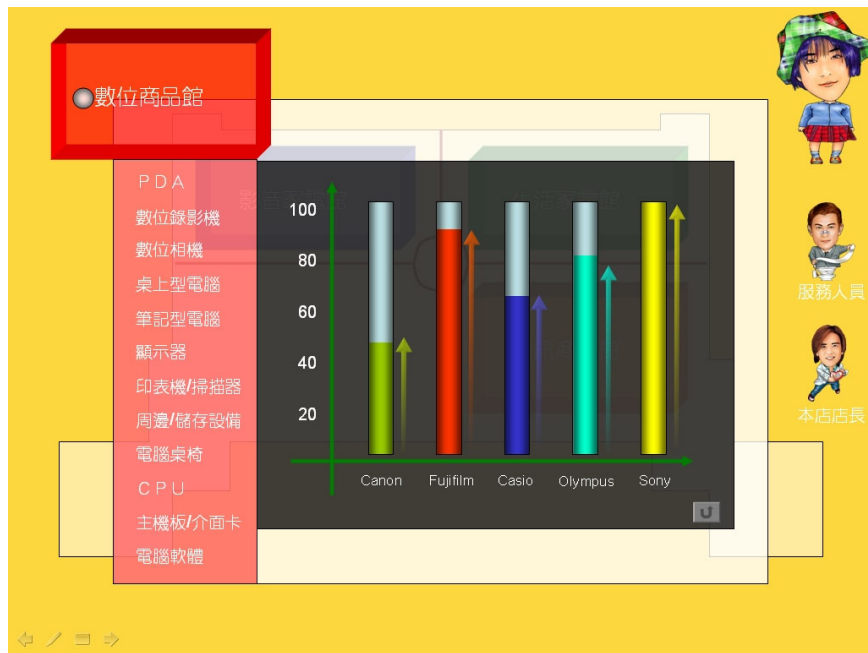 數位商品館
PDA
數位錄影機
數位相機
桌上型電腦
筆記型電腦
顯示器
印表機/掃描器
周邊/儲存設備
電腦桌椅
CPU
主機板/介面卡
電腦軟體
100
80
60
40
20
Canon
Fujifilm
Casio
Olympus
Sony
服務人員
本店店長